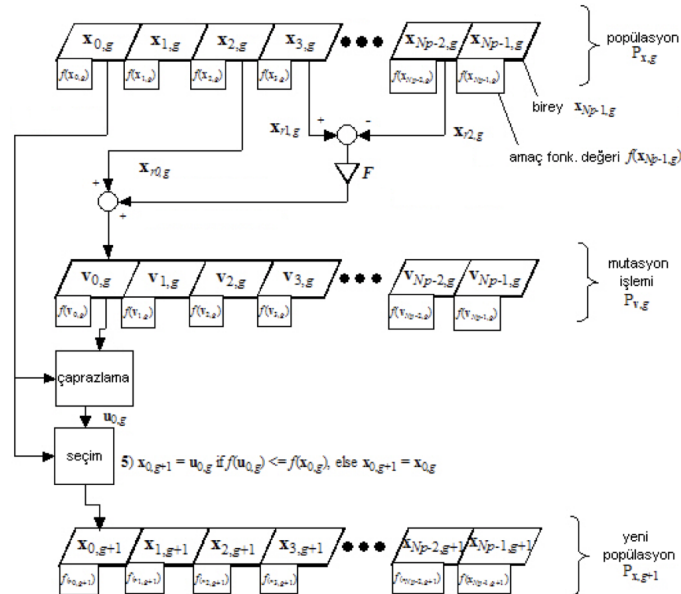 x0,g x1,g x2,g x3,g ●●● xNp-2,g xNp-1,g
popülasyon
Px,g
f(x0,g) f(x1,g) f(x2,g) f(x3,g) f(xNp-2,g) f(xNp-1,g)
birey xNp-1,g
xr1,g + - xr2,g
amaç fonk. değeri f(xNp-1,g)
xr0,g
F
+
+
v0,g v1,g v2,g v3,g ●●● vNp-2,g vNp-1,g
mutasyon
işlemi
Pv,g
f(v0,g) f(v1,g) f(v2,g) f(v3,g) f(vNp-2,g) f(vNp-1,g)
çaprazlama
u0,g
seçim
5) x0,g+1 = u0,g if f(u0,g) <= f(x0,g), else x0,g+1 = x0,g
x0,g+1 x1,g+1 x2,g+1 x3,g+1 ●●● xNp-2,g+1 xNp-1,g+1
yeni
popülasyon
Px,g+1